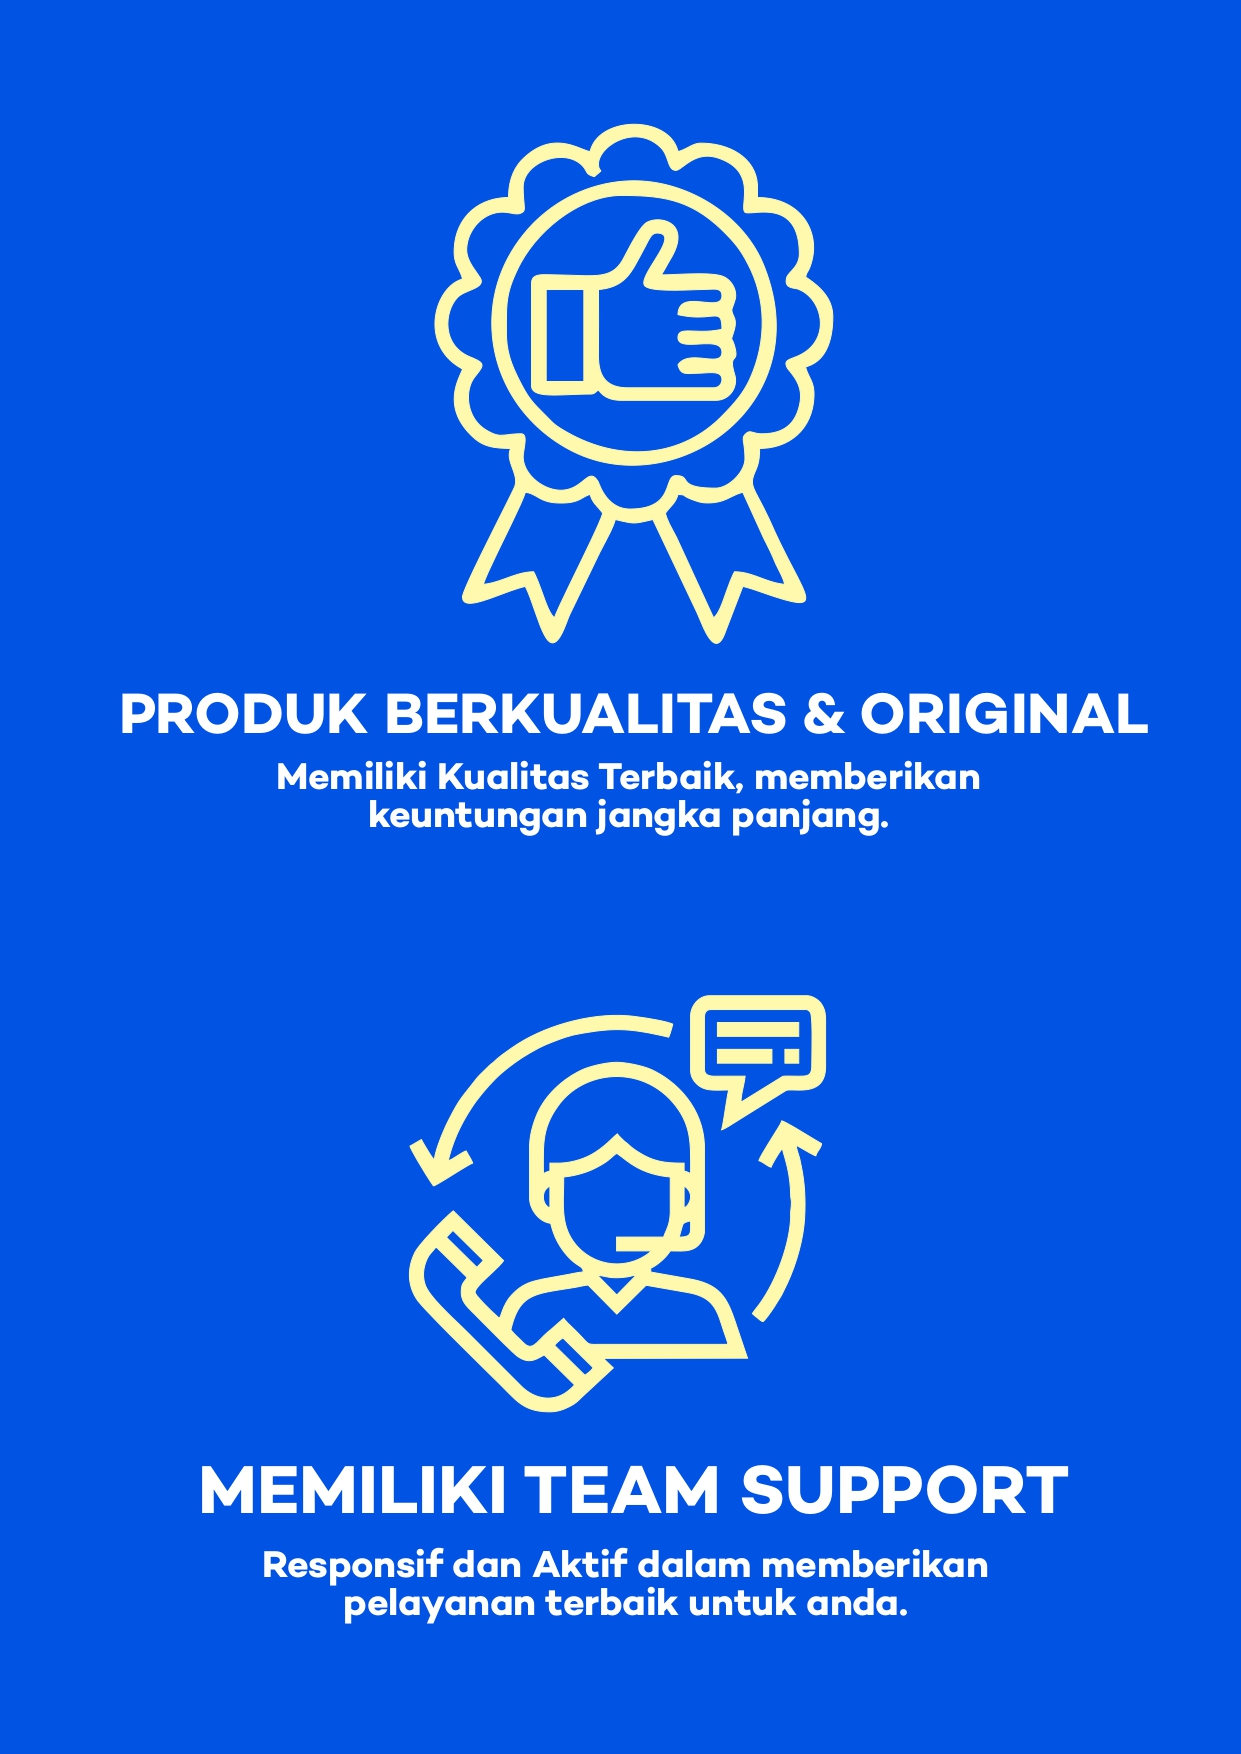 PRODUK BERKUALITAS & ORIGINAL
Memiliki Kualitas Terbaik, memberikan
keuntungan jangka panjang.
MEMILIKI TEAM SUPPORT
Responsif dan Aktif dalam memberikan
pelayanan terbaik untuk anda.